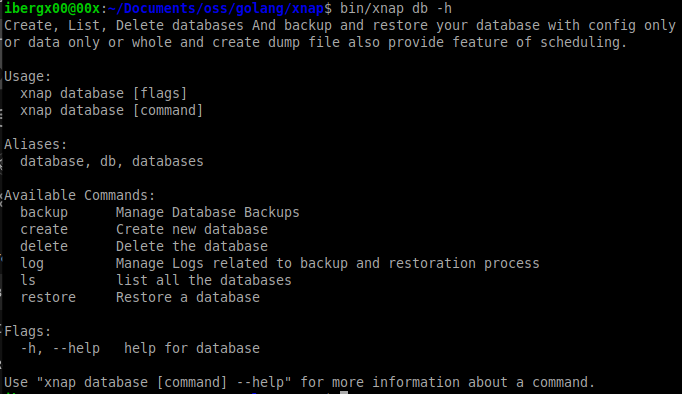 ibergx00@00x:~/Documents/oss/golang/xnap$ bin/xnap db -h
Create, List, Delete databases And backup and restore your database with config only
or data only or whole and create dump file also provide feature of scheduling.
Usage:
  xnap database [flags]
  xnap database [command]
Aliases:
  database, db, databases
Available Commands:
  backup      Manage Database Backups
  create      Create new database
  delete      Delete the database
  log         Manage Logs related to backup and restoration process
  ls          list all the databases
  restore     Restore a database
Flags:
  -h, --help   help for database
Use "xnap database [command] --help" for more information about a command.